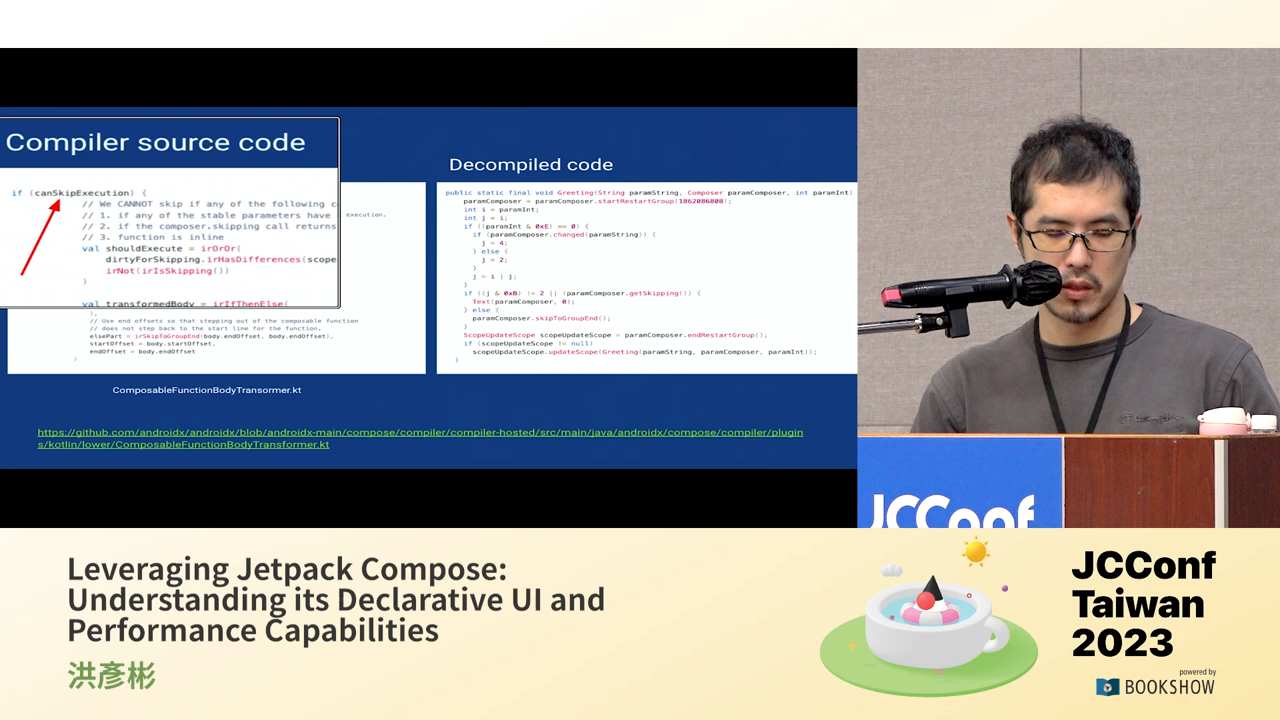 Compiler source code
if (canSkipExecution) {
// We CANNOT skip if any of the following c
// 1. if any of the stable parameters have
// 2. if the composer.skipping call returns
// 3. function is inline
val shouldExecute = irOrOr(
dirtyForSkipping.irHasDifferences(scope
irNot(irIsSkipping())
)
val transformedBody = irIfThenElse(
execution.
),
// Use end offsets so that stepping out of the composable function
// does not step back to the start line for the function.
elsePart = irSkipToGroupEnd(body.endOffset, body.endOffset),
startOffset = body.startOffset,
endOffset = body.endOffset
)
ComposableFunctionBodyTransormer.kt
Decompiled code
public static final void Greeting(String paramString, Composer paramComposer, int paramInt)
paramComposer = paramComposer.startRestartGroup(1862086808);
int i = paramInt;
int j = i;
if ((paramInt & 0xE) == 0) {
if (paramComposer.changed(paramString)) {
j = 4;
} else {
j = 2;
}
j = i | j;
}
if ((j & 0xB) != 2 || !paramComposer.getSkipping()) {
Text(paramComposer, 0);
} else {
paramComposer.skipToGroupEnd();
}
ScopeUpdateScope scopeUpdateScope = paramComposer.endRestartGroup();
if (scopeUpdateScope != null)
scopeUpdateScope.updateScope(Greeting(paramString, paramComposer, paramInt));
}
https://github.com/androidx/androidx/blob/androidx-main/compose/compiler/compiler-hosted/src/main/java/androidx/compose/compiler/plugin
s/kotlin/lower/ComposableFunctionBodyTransformer.kt
JCConf
Leveraging Jetpack Compose:
Understanding its Declarative UI and
Performance Capabilities
洪彥彬
JCConf
Taiwan
2023
powered by
BOOKSHOW